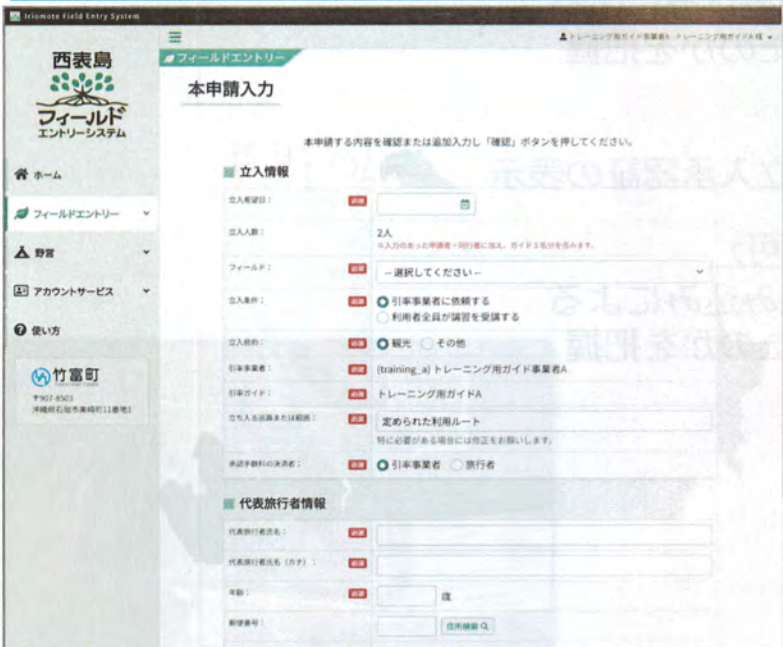 Iriomote Field Entry System
トレーニング用ガイド事業者A トレーニング用ガイドA 様
西表島
フィールド
エントリーシステム
ホーム
フィールドエントリー
野営
アカウントサービス
使い方
竹富町
〒907-8503
沖縄県石垣市美崎町11番地1
フィールドエントリー
本申請入力
本申請する内容を確認または追加入力し「確認」ボタンを押してください。
立入情報
立入希望日： 必須
立入人数： 2人
※入力のあった申請者・同行者に加え、ガイド1名分を含みます。
フィールド： 必須 -- 選択してください --
立入条件： 必須 引率事業者に依頼する
利用者全員が講習を受講する
立入目的： 必須 観光 その他
引率事業者： 必須 (training_a) トレーニング用ガイド事業者A
引率ガイド： 必須 トレーニング用ガイドA
立ち入る経路または範囲： 必須 定められた利用ルート
特に必要がある場合には修正をお願いします。
承認手数料の決済者： 必須 引率事業者 旅行者
代表旅行者情報
代表旅行者氏名： 必須
代表旅行者氏名（カナ）： 必須
年齢： 必須 歳
郵便番号： 住所検索